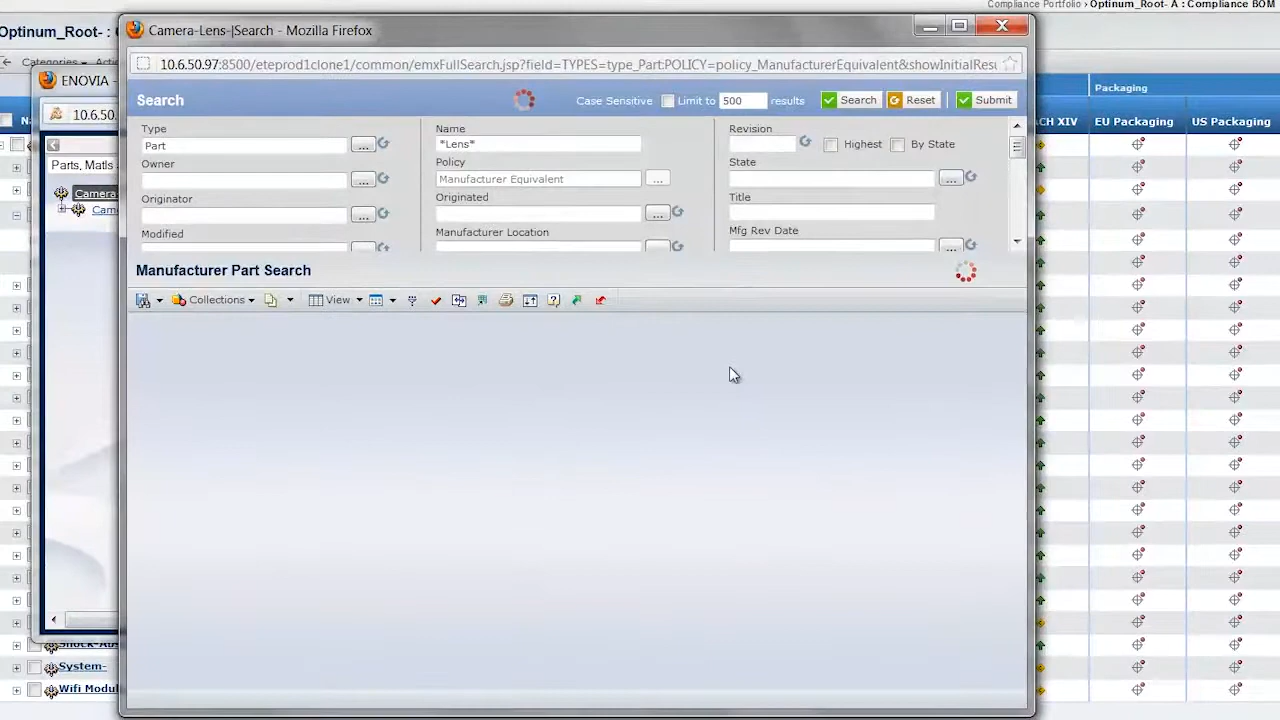 Compliance Portfolio › Optinum_Root- A : Compliance BOM
Optinum_Root- :
Categories
Camera-Lens-|Search - Mozilla Firefox
10.6.50.97:8500/eteprod1clone1/common/emxFullSearch.jsp?field=TYPES=type_Part:POLICY=policy_ManufacturerEquivalent&showInitialResu
ENOVIA -
10.6.50.
Parts, Matls
Camera-
Came
Search
Case Sensitive
Limit to 500 results
Search
Reset
Submit
Type
Part
Name
*Lens*
Revision
Highest
By State
Owner
Policy
Manufacturer Equivalent
State
Originator
Originated
Title
Modified
Manufacturer Location
Mfg Rev Date
Manufacturer Part Search
Collections
View
Packaging
CH XIV
EU Packaging
US Packaging
Shock-Abs
System-
Wifi Modul